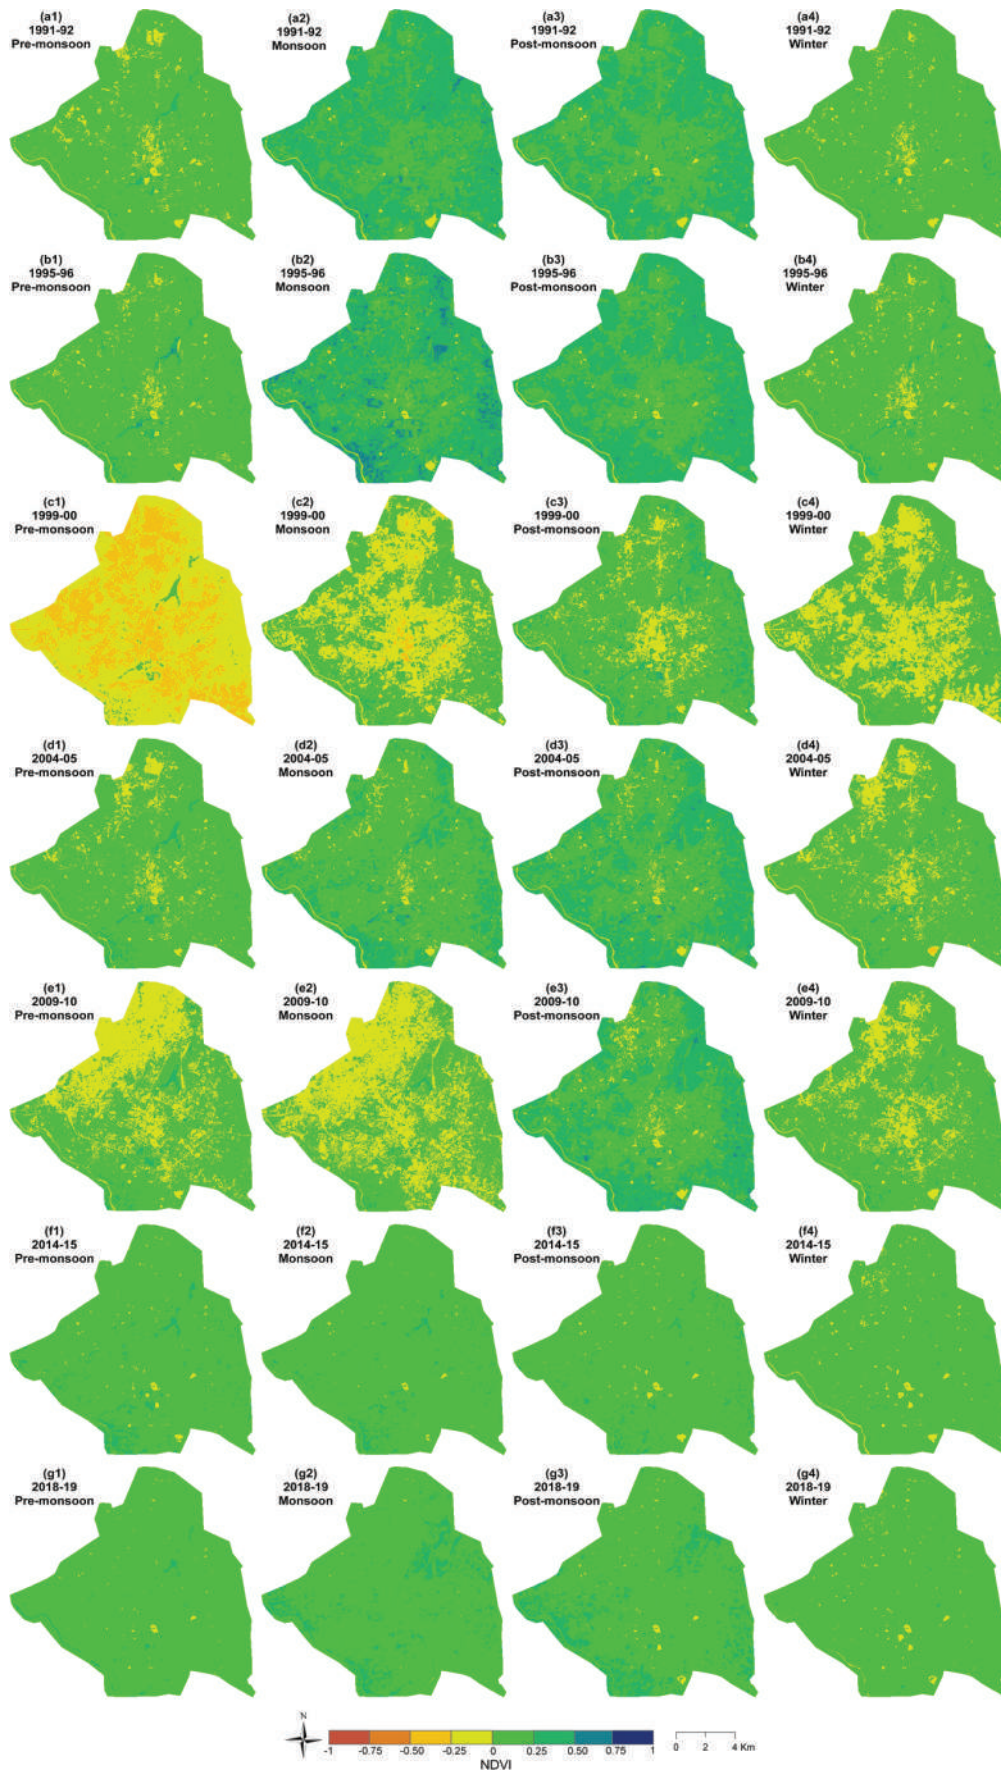 (a1)
1991-92
Pre-monsoon
(a2)
1991-92
Monsoon
(a3)
1991-92
Post-monsoon
(a4)
1991-92
Winter
(b1)
1995-96
Pre-monsoon
(b2)
1995-96
Monsoon
(b3)
1995-96
Post-monsoon
(b4)
1995-96
Winter
(c1)
1999-00
Pre-monsoon
(c2)
1999-00
Monsoon
(c3)
1999-00
Post-monsoon
(c4)
1999-00
Winter
(d1)
2004-05
Pre-monsoon
(d2)
2004-05
Monsoon
(d3)
2004-05
Post-monsoon
(d4)
2004-05
Winter
(e1)
2009-10
Pre-monsoon
(e2)
2009-10
Monsoon
(e3)
2009-10
Post-monsoon
(e4)
2009-10
Winter
(f1)
2014-15
Pre-monsoon
(f2)
2014-15
Monsoon
(f3)
2014-15
Post-monsoon
(f4)
2014-15
Winter
(g1)
2018-19
Pre-monsoon
(g2)
2018-19
Monsoon
(g3)
2018-19
Post-monsoon
(g4)
2018-19
Winter
N
-1 -0.75 -0.50 -0.25 0 0.25 0.50 0.75 1
NDVI
0 2 4 Km